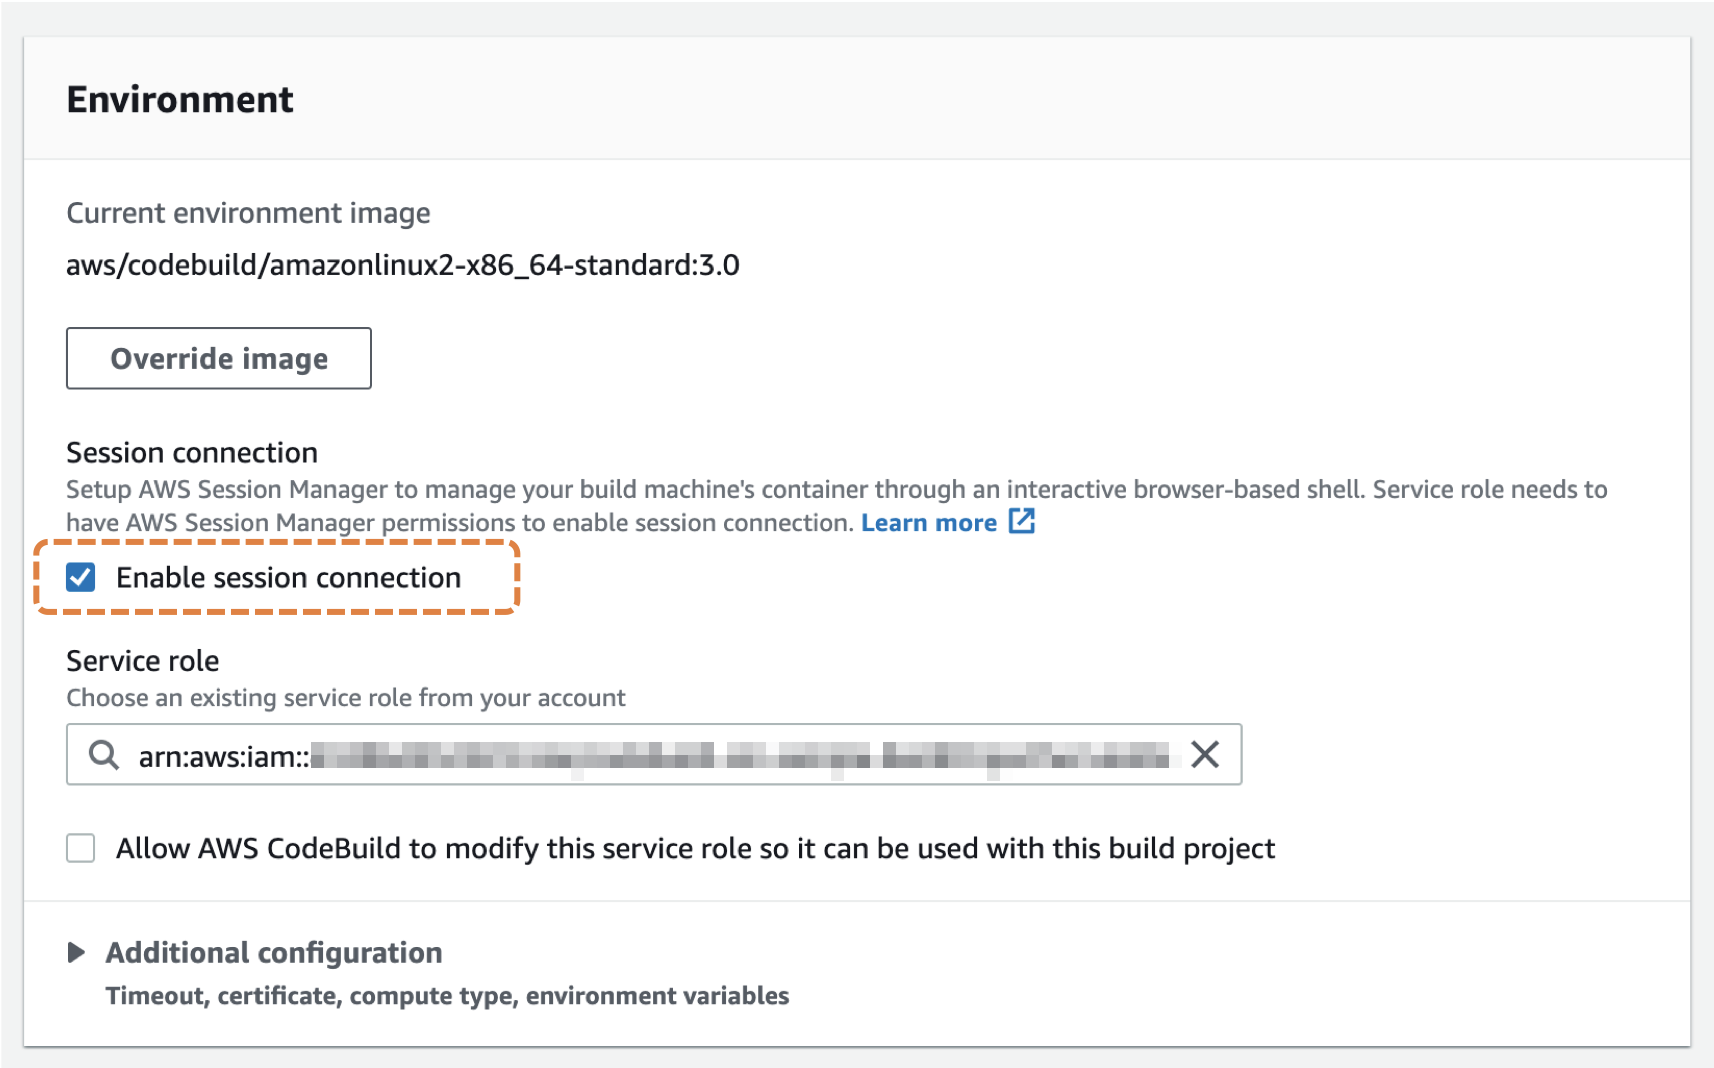 Environment
Current environment image
aws/codebuild/amazonlinux2-x86_64-standard:3.0
Override image
Session connection
Setup AWS Session Manager to manage your build machine's container through an interactive browser-based shell. Service role needs to
have AWS Session Manager permissions to enable session connection. Learn more
Enable session connection
Service role
Choose an existing service role from your account
arn:aws:iam::
Allow AWS CodeBuild to modify this service role so it can be used with this build project
Additional configuration
Timeout, certificate, compute type, environment variables